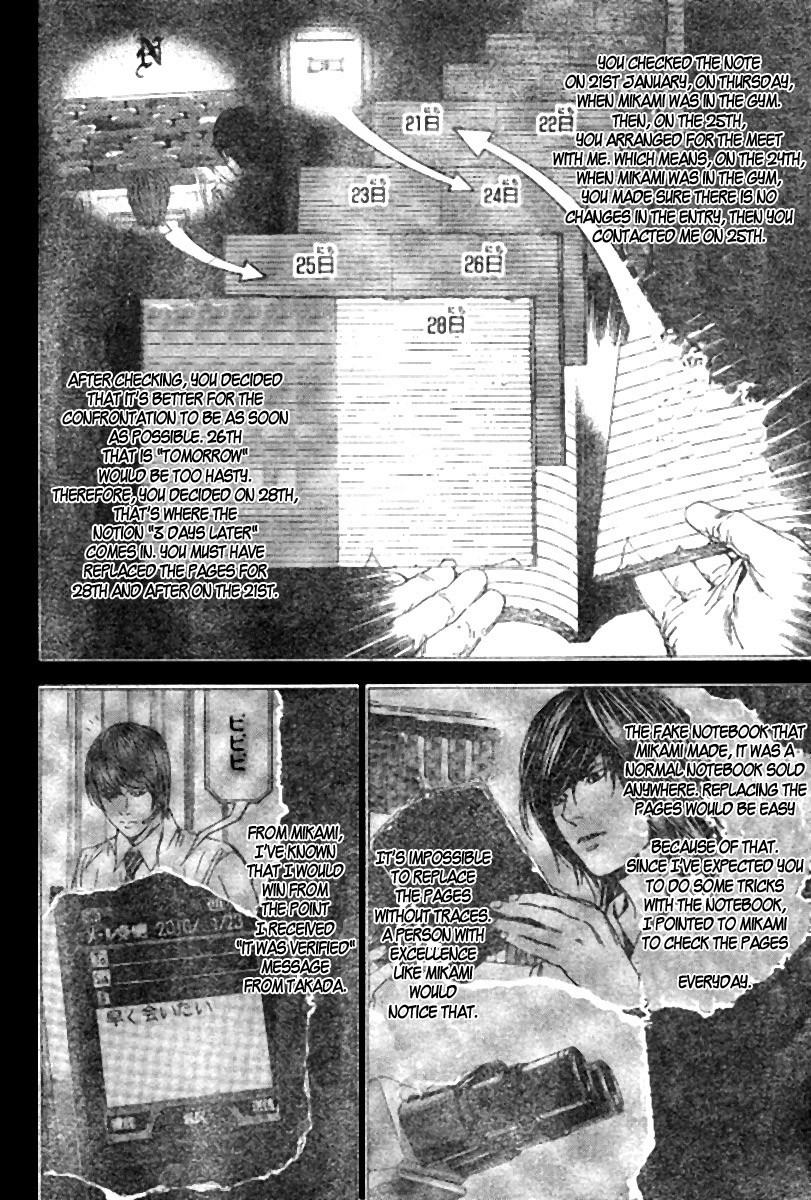 N
YOU CHECKED THE NOTE
ON 21ST JANUARY, ON THURSDAY,
WHEN MIKAMI WAS IN THE GYM.
THEN, ON THE 25TH,
YOU ARRANGED FOR THE MEET
WITH ME. WHICH MEANS, ON THE 24TH,
WHEN MIKAMI WAS IN THE GYM,
YOU MADE SURE THERE IS NO
CHANGES IN THE ENTRY, THEN YOU
CONTACTED ME ON 25TH.
21日
22日
23日
24日
25日
26日
28日
AFTER CHECKING, YOU DECIDED
THAT IT'S BETTER FOR THE
CONFRONTATION TO BE AS SOON
AS POSSIBLE. 26TH
THAT IS "TOMORROW"
WOULD BE TOO HASTY.
THEREFORE, YOU DECIDED ON 28TH,
THAT'S WHERE THE
NOTION "3 DAYS LATER"
COMES IN. YOU MUST HAVE
REPLACED THE PAGES FOR
28TH AND AFTER ON THE 21ST.
THE FAKE NOTEBOOK THAT
MIKAMI MADE, IT WAS A
NORMAL NOTEBOOK SOLD
ANYWHERE. REPLACING THE
PAGES WOULD BE EASY
BECAUSE OF THAT.
SINCE I'VE EXPECTED YOU
TO DO SOME TRICKS
WITH THE NOTEBOOK,
I POINTED TO MIKAMI
TO CHECK THE PAGES
EVERYDAY.
IT'S IMPOSSIBLE
TO REPLACE
THE PAGES
WITHOUT TRACES.
A PERSON WITH
EXCELLENCE
LIKE MIKAMI
WOULD
NOTICE THAT.
FROM MIKAMI,
I'VE KNOWN
THAT I WOULD
WIN FROM
THE POINT
I RECEIVED
"IT WAS VERIFIED"
MESSAGE
FROM TAKADA.
早く会いたい